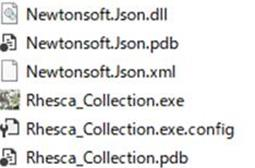 Newtonsoft.Json.dll
Newtonsoft.Json.pdb
Newtonsoft.Json.xml
Rhesca_Collection.exe
Rhesca_Collection.exe.config
Rhesca_Collection.pdb